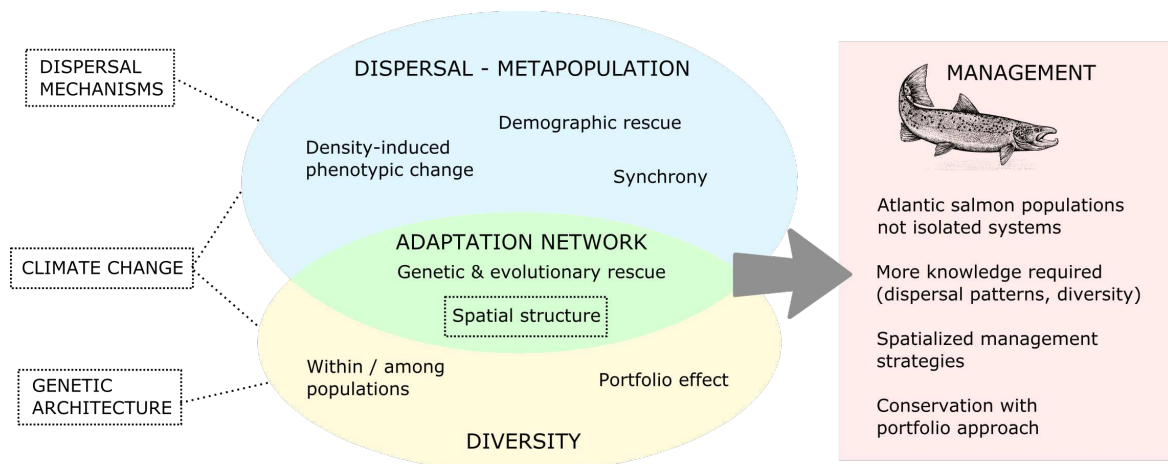 DISPERSAL
MECHANISMS
CLIMATE CHANGE
GENETIC
ARCHITECTURE
DISPERSAL - METAPOPULATION
Demographic rescue
Density-induced
phenotypic change
Synchrony
ADAPTATION NETWORK
Genetic & evolutionary rescue
Spatial structure
Within / among
populations
Portfolio effect
DIVERSITY
MANAGEMENT
Atlantic salmon populations
not isolated systems
More knowledge required
(dispersal patterns, diversity)
Spatialized management
strategies
Conservation with
portfolio approach